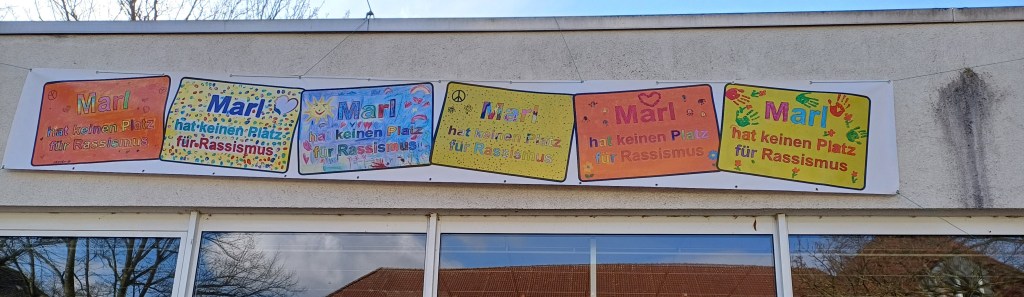 Marl
hat keinen Platz
für Rassismus
Marl
hat keinen Platz
für Rassismus
Marl
hat keinen Platz
für Rassismus
Marl
hat keinen Platz
für Rassismus
Marl
hat keinen Platz
für Rassismus
Marl
hat keinen Platz
für Rassismus